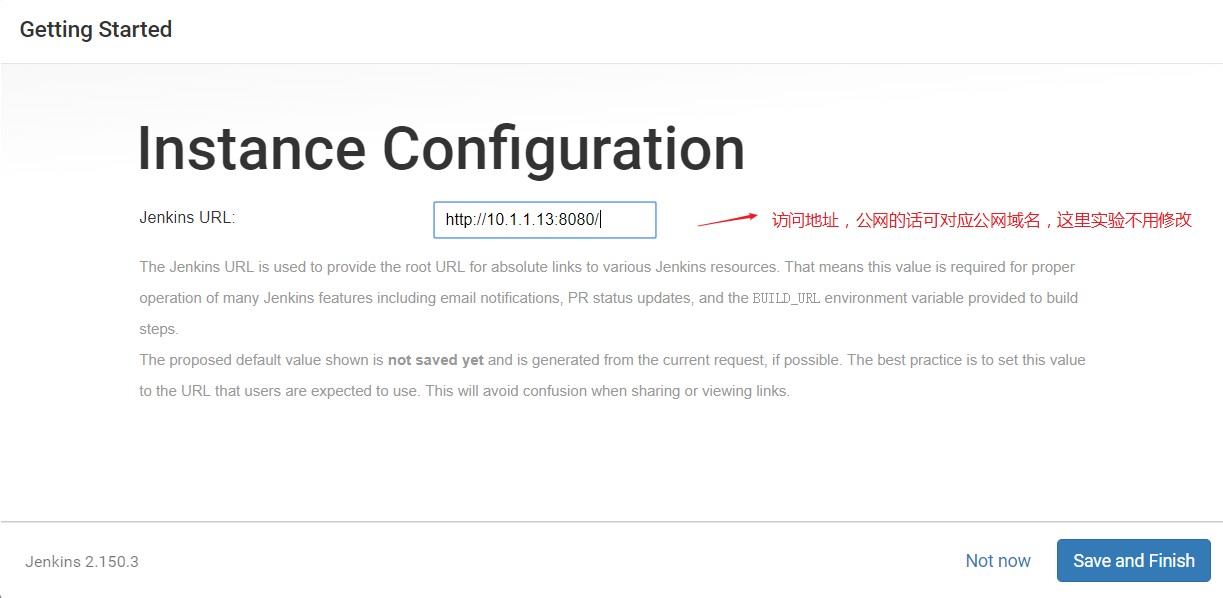 Getting Started
Instance Configuration
Jenkins URL:
http://10.1.1.13:8080/
访问地址，公网的话可对应公网域名，这里实验不用修改
The Jenkins URL is used to provide the root URL for absolute links to various Jenkins resources. That means this value is required for proper
operation of many Jenkins features including email notifications, PR status updates, and the BUILD_URL environment variable provided to build
steps.
The proposed default value shown is not saved yet and is generated from the current request, if possible. The best practice is to set this value
to the URL that users are expected to use. This will avoid confusion when sharing or viewing links.
Jenkins 2.150.3
Not now
Save and Finish